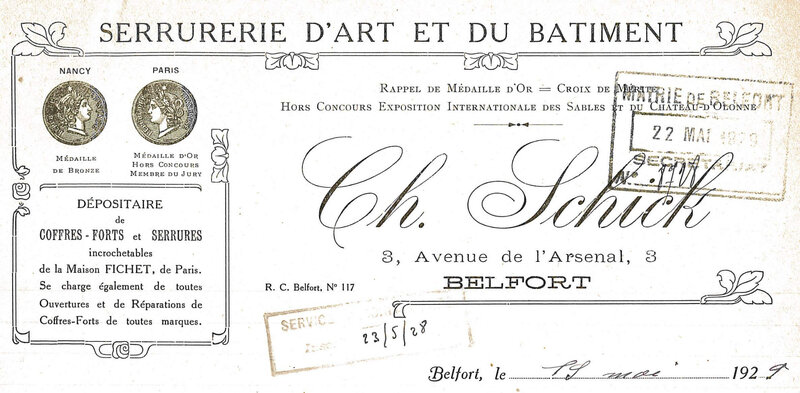 SERRURERIE D'ART ET DU BATIMENT
NANCY
PARIS
MÉDAILLE
DE BRONZE
MÉDAILLE D'OR
HORS CONCOURS
MEMBRE DU JURY
DÉPOSITAIRE
de
COFFRES-FORTS et SERRURES
incrochetables
de la Maison FICHET, de Paris.
Se charge également de toutes
Ouvertures et de Réparations de
Coffres-Forts de toutes marques.
RAPPEL DE MÉDAILLE D'OR = CROIX DE MÉRITE
HORS CONCOURS EXPOSITION INTERNATIONALE DES SABLES ET DU CHATEAU-D'OLONNE
MAIRIE DE BELFORT
22 MAI
SECRETARIAT
N°
Ch. Schick
3, Avenue de l'Arsenal, 3
BELFORT
R. C. Belfort, N° 117
SERVICE
23/5/28
Belfort, le mai 1929